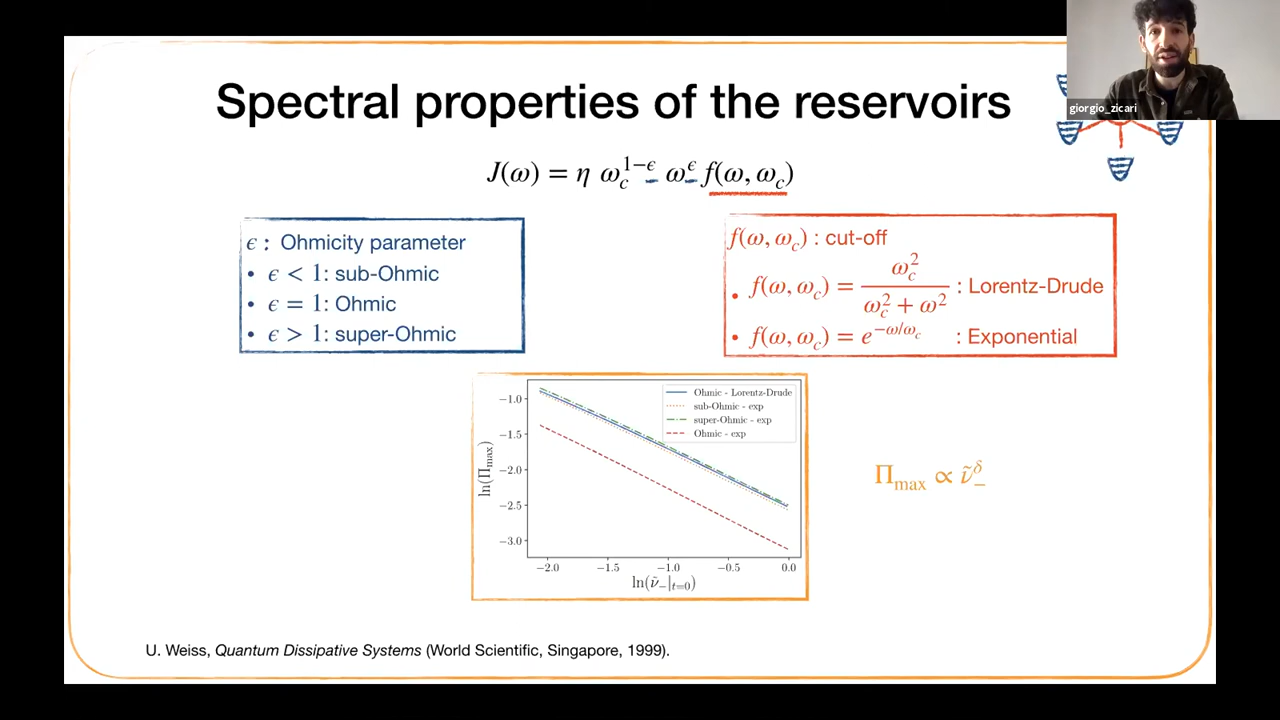 giorgio_zicari
Spectral properties of the reservoirs
J(ω) = η ω_c^{1−ϵ} ω^ϵ f(ω, ω_c)
ϵ : Ohmicity parameter
• ϵ < 1: sub-Ohmic
• ϵ = 1: Ohmic
• ϵ > 1: super-Ohmic
f(ω, ω_c) : cut-off
• f(ω, ω_c) = ω_c^2 / (ω_c^2 + ω^2) : Lorentz-Drude
• f(ω, ω_c) = e^{−ω/ω_c} : Exponential
Ohmic - Lorentz-Drude
sub-Ohmic - exp
super-Ohmic - exp
Ohmic - exp
ln(Π_max)
−1.0
−1.5
−2.0
−2.5
−3.0
−2.0 −1.5 −1.0 −0.5 0.0
ln(ν̃_−|_{t=0})
Π_max ∝ ν̃_−^δ
U. Weiss, Quantum Dissipative Systems (World Scientific, Singapore, 1999).